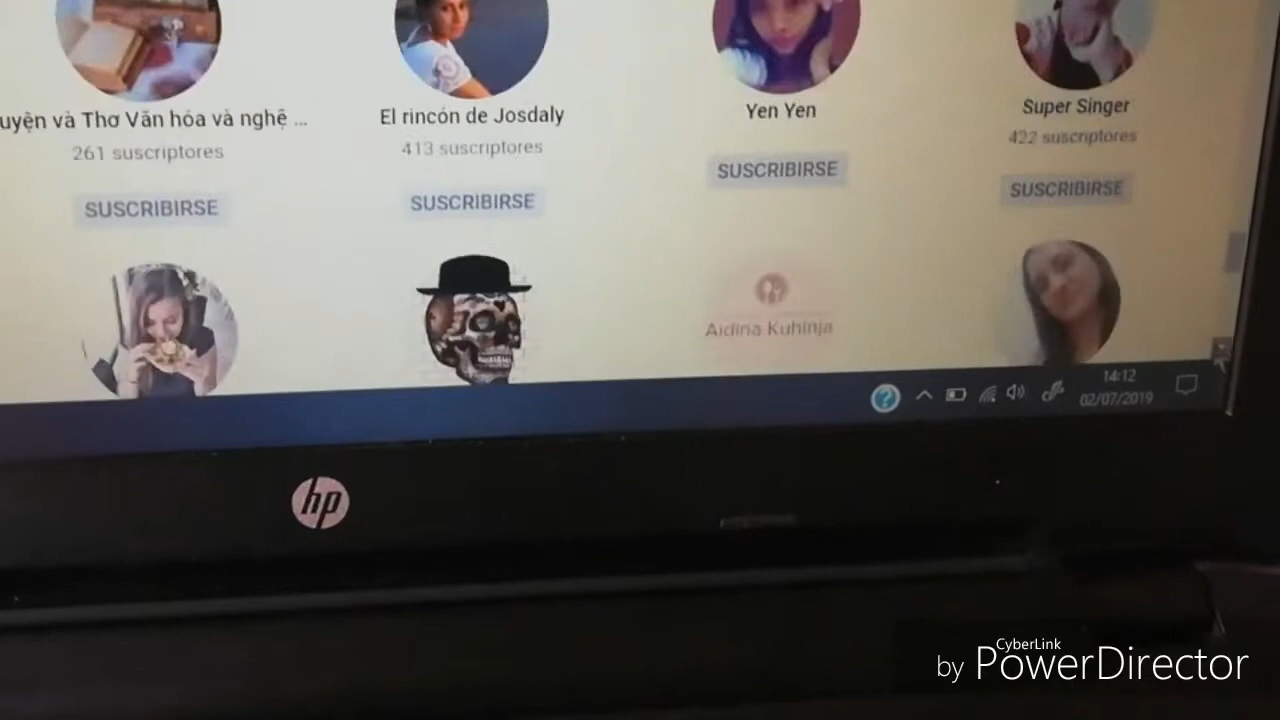 uyện và Thơ Văn hóa và nghệ ...
261 suscriptores
SUSCRIBIRSE
El rincón de Josdaly
413 suscriptores
SUSCRIBIRSE
Yen Yen
SUSCRIBIRSE
Super Singer
422 suscriptores
SUSCRIBIRSE
Aidina Kuhinja
14:12
02/07/2019
hp
CyberLink
by PowerDirector